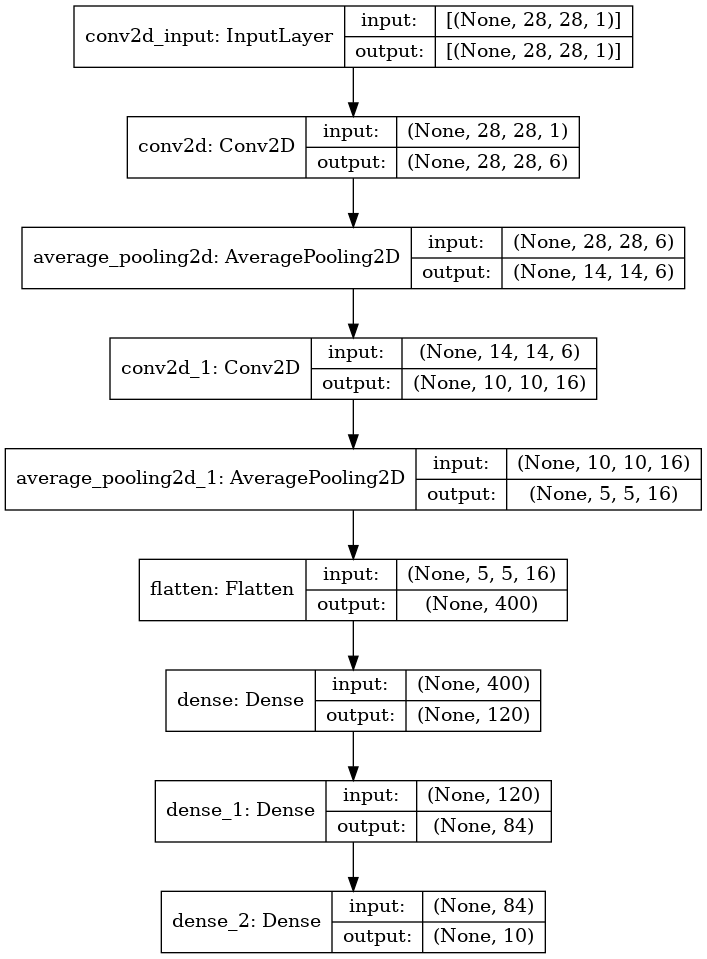 conv2d_input: InputLayer
input: [(None, 28, 28, 1)]
output: [(None, 28, 28, 1)]
conv2d: Conv2D
input: (None, 28, 28, 1)
output: (None, 28, 28, 6)
average_pooling2d: AveragePooling2D
input: (None, 28, 28, 6)
output: (None, 14, 14, 6)
conv2d_1: Conv2D
input: (None, 14, 14, 6)
output: (None, 10, 10, 16)
average_pooling2d_1: AveragePooling2D
input: (None, 10, 10, 16)
output: (None, 5, 5, 16)
flatten: Flatten
input: (None, 5, 5, 16)
output: (None, 400)
dense: Dense
input: (None, 400)
output: (None, 120)
dense_1: Dense
input: (None, 120)
output: (None, 84)
dense_2: Dense
input: (None, 84)
output: (None, 10)